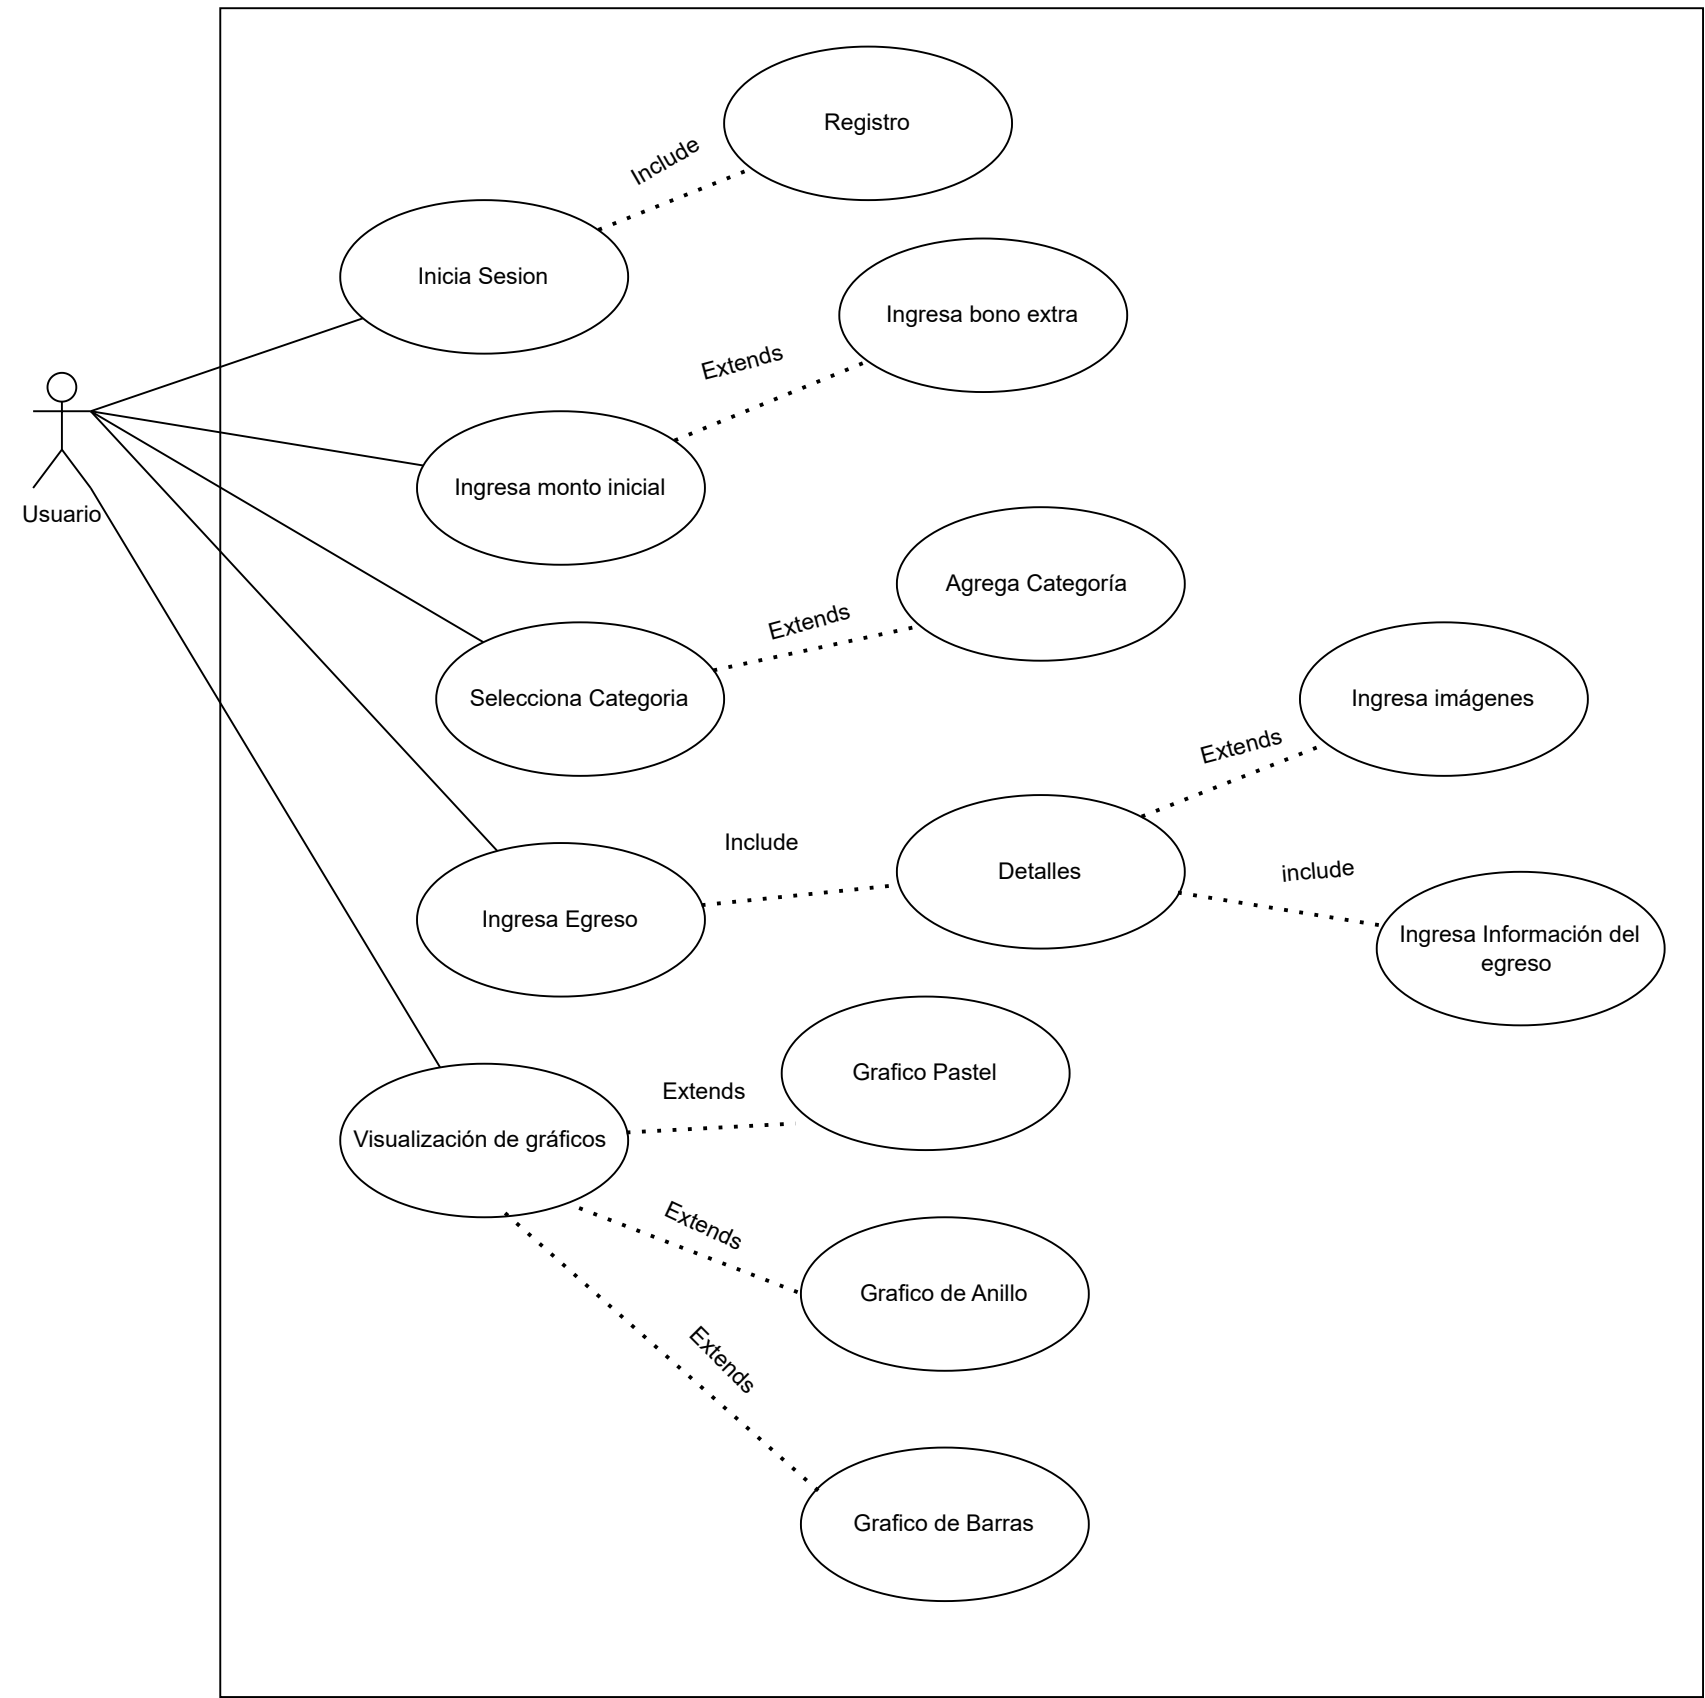 Registro
Include
Inicia Sesion
Ingresa bono extra
Extends
Ingresa monto inicial
Usuario
Agrega Categoría
Extends
Selecciona Categoria
Ingresa imágenes
Extends
Include
Detalles
include
Ingresa Egreso
Ingresa Información del
egreso
Grafico Pastel
Extends
Visualización de gráficos
Extends
Grafico de Anillo
Extends
Grafico de Barras